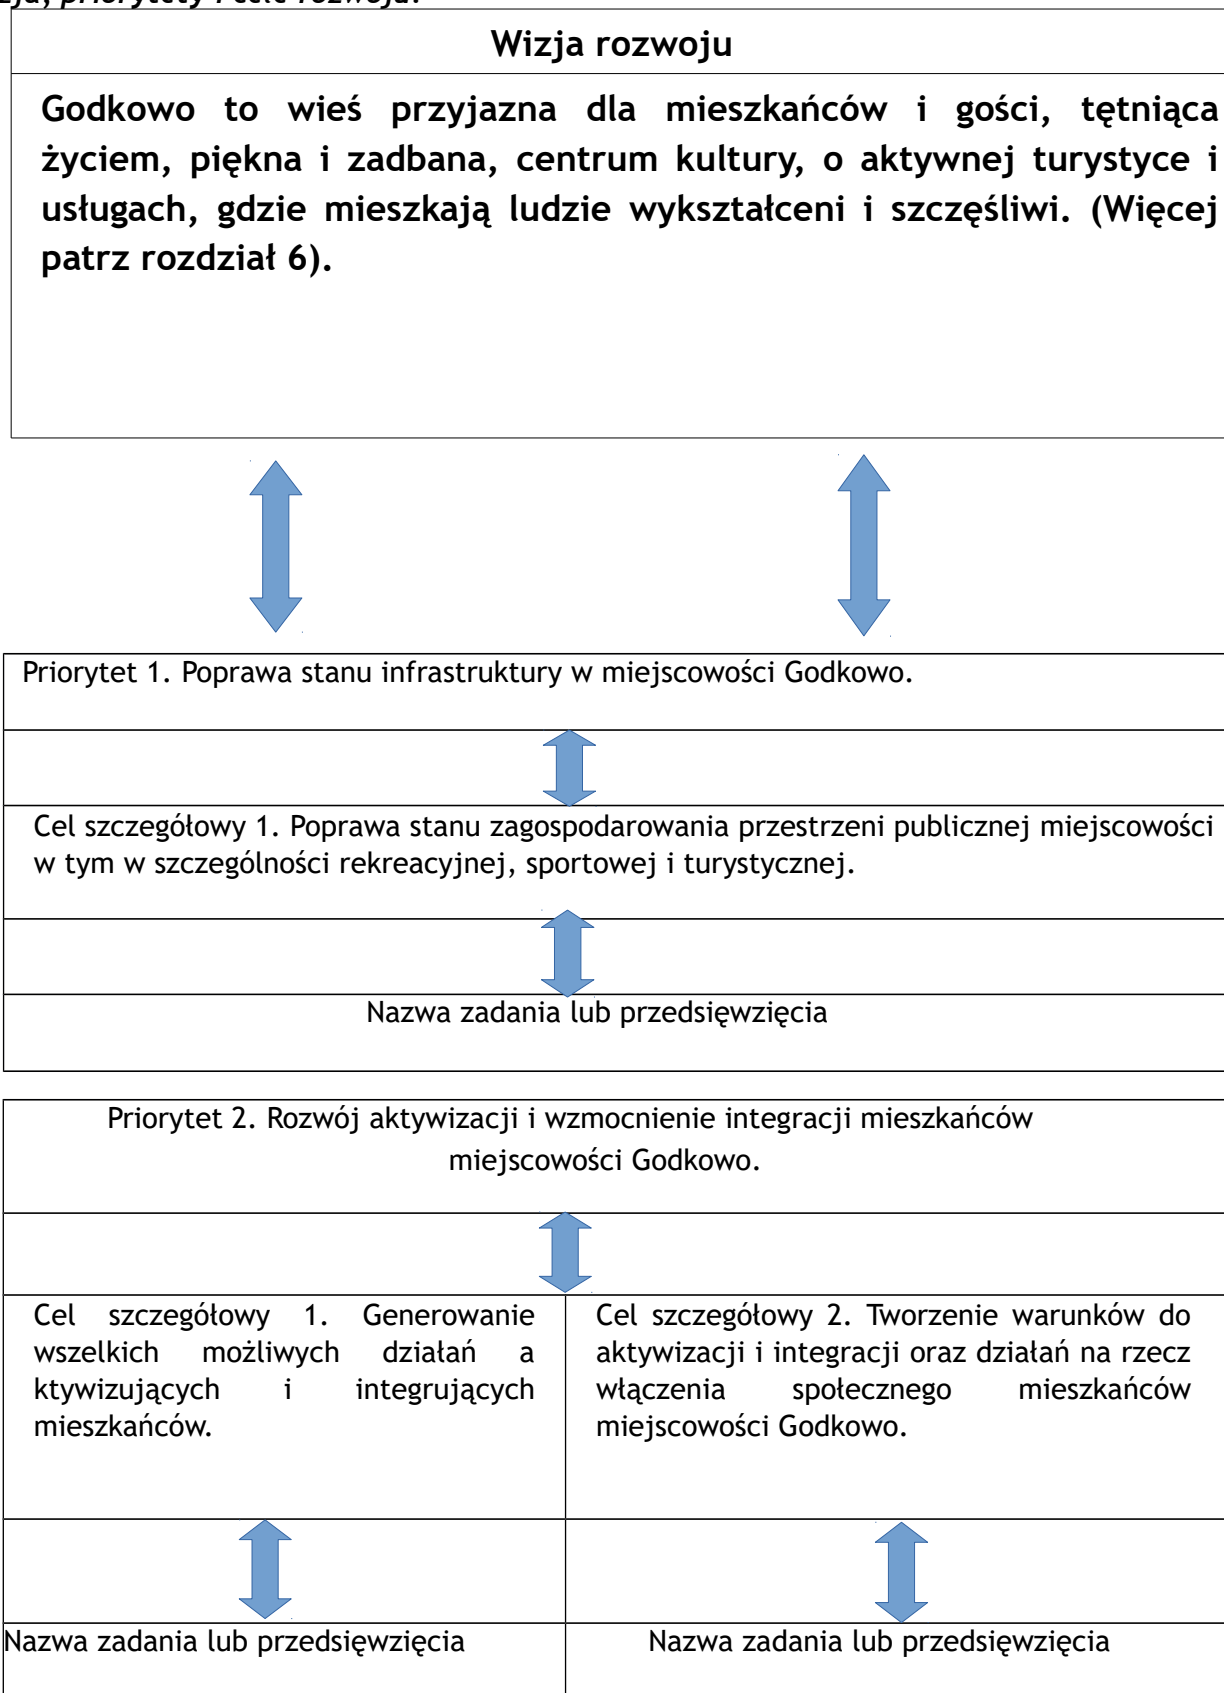 priorytety i cele rozwoju.
Wizja rozwoju
Godkowo to wieś przyjazna dla mieszkańców i gości, tętniąca
życiem, piękna i zadbana, centrum kultury, o aktywnej turystyce i
usługach, gdzie mieszkają ludzie wykształceni i szczęśliwi. (Więcej
patrz rozdział 6).
Priorytet 1. Poprawa stanu infrastruktury w miejscowości Godkowo.
Cel szczegółowy 1. Poprawa stanu zagospodarowania przestrzeni publicznej miejscowości
w tym w szczególności rekreacyjnej, sportowej i turystycznej.
Nazwa zadania lub przedsięwzięcia
Priorytet 2. Rozwój aktywizacji i wzmocnienie integracji mieszkańców
miejscowości Godkowo.
Cel szczegółowy 1. Generowanie
wszelkich możliwych działań a
ktywizujących i integrujących
mieszkańców.
Cel szczegółowy 2. Tworzenie warunków do
aktywizacji i integracji oraz działań na rzecz
włączenia społecznego mieszkańców
miejscowości Godkowo.
Nazwa zadania lub przedsięwzięcia
Nazwa zadania lub przedsięwzięcia